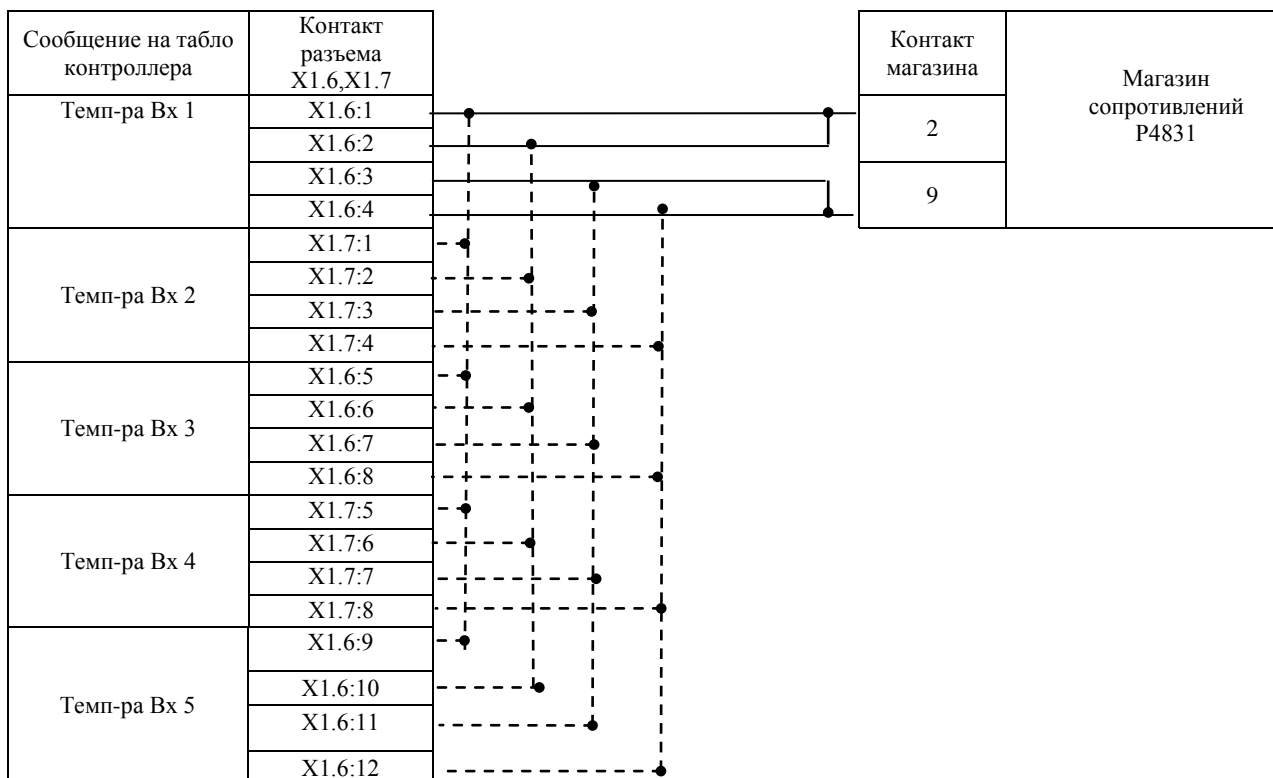 Сообщение на табло
контроллера
Контакт
разъема
X1.6,X1.7
Контакт
магазина
Магазин
сопротивлений
Р4831
Темп-ра Вх 1
X1.6:1
X1.6:2
X1.6:3
X1.6:4
2
9
Темп-ра Вх 2
X1.7:1
X1.7:2
X1.7:3
X1.7:4
Темп-ра Вх 3
X1.6:5
X1.6:6
X1.6:7
X1.6:8
Темп-ра Вх 4
X1.7:5
X1.7:6
X1.7:7
X1.7:8
Темп-ра Вх 5
X1.6:9
X1.6:10
X1.6:11
X1.6:12